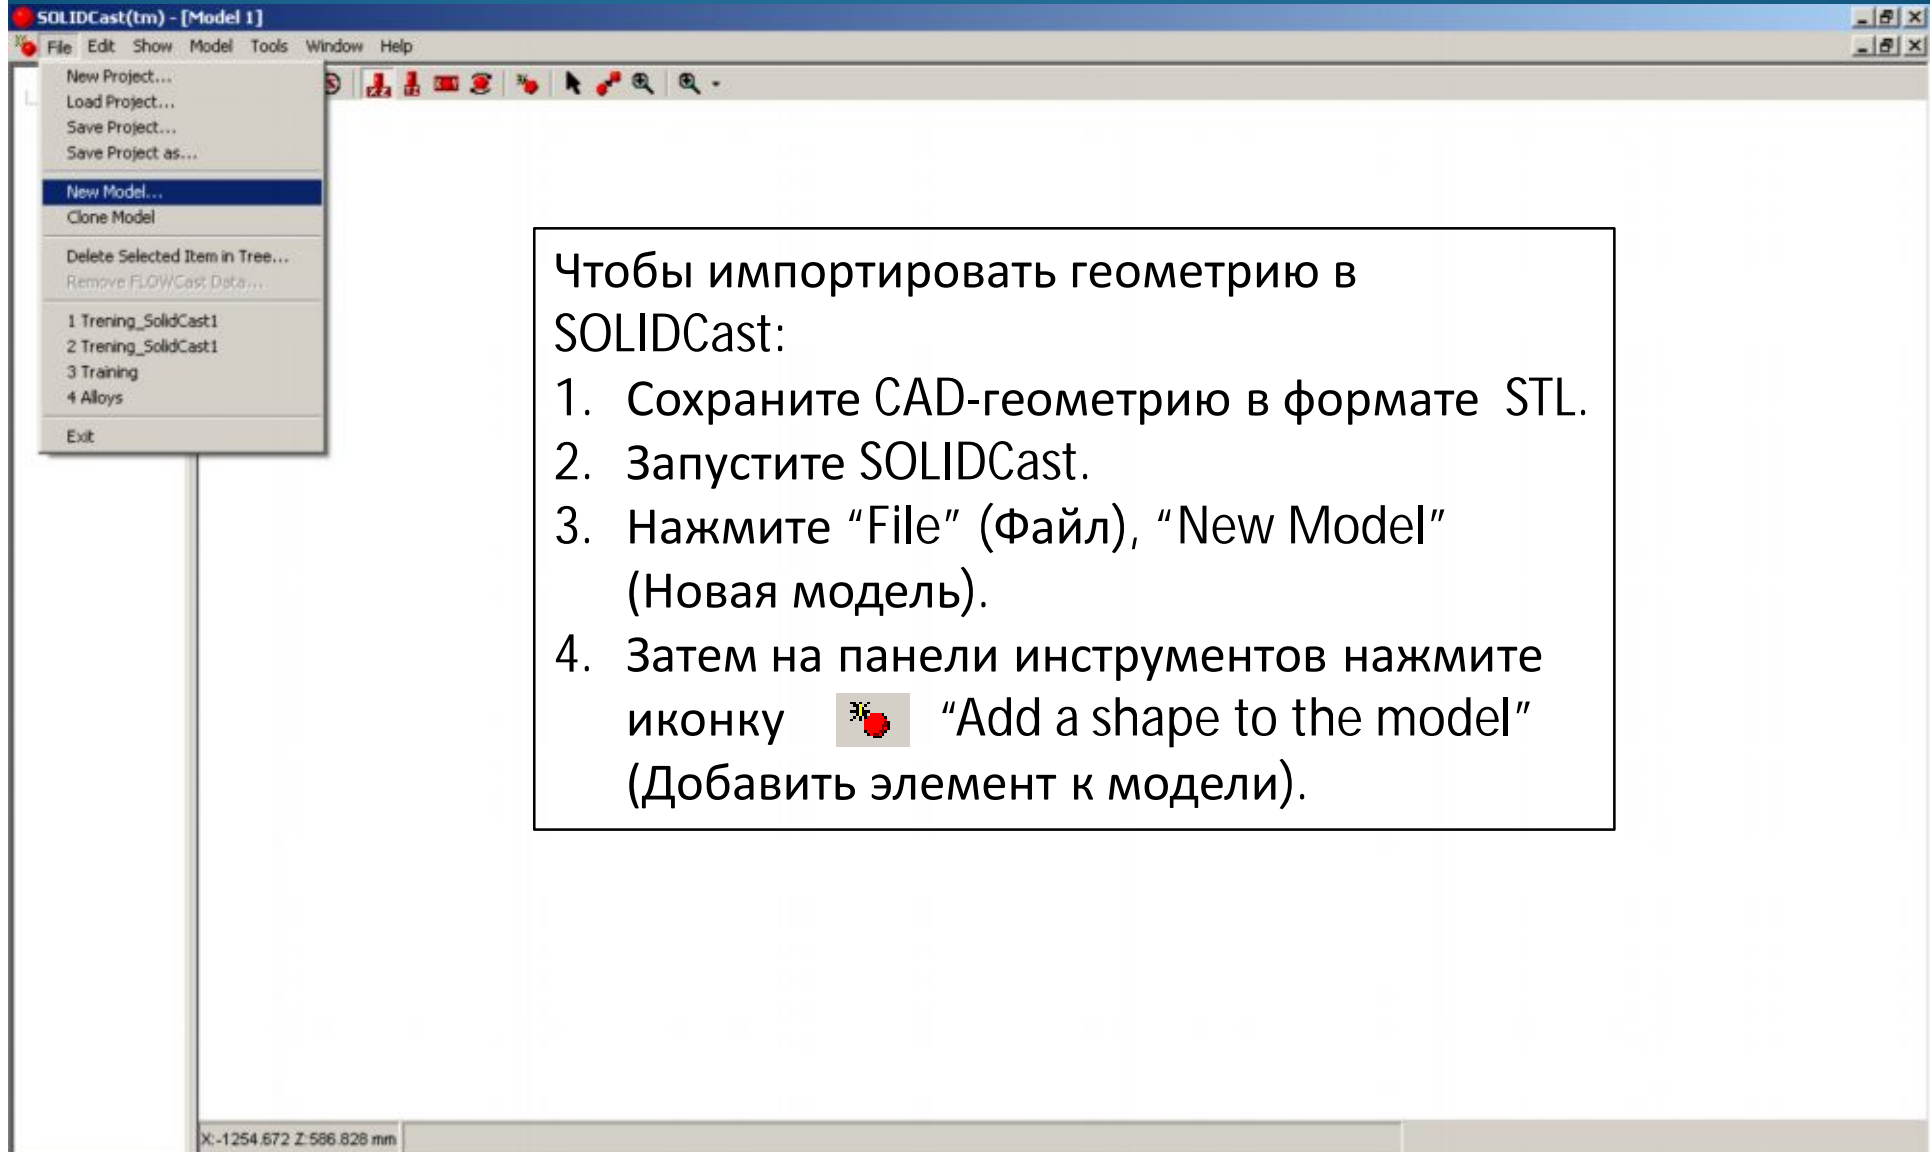 SOLIDCast(tm) - [Model 1]
File Edit Show Model Tools Window Help
New Project...
Load Project...
Save Project...
Save Project as...
New Model...
Clone Model
Delete Selected Item in Tree...
Remove FLOWCast Data...
1 Trening_SolidCast1
2 Trening_SolidCast1
3 Training
4 Alloys
Exit
Чтобы импортировать геометрию в
SOLIDCast:
1. Сохраните CAD-геометрию в формате STL.
2. Запустите SOLIDCast.
3. Нажмите “File” (Файл), “New Model”
(Новая модель).
4. Затем на панели инструментов нажмите
иконку “Add a shape to the model”
(Добавить элемент к модели).
X:-1254.672 Z:586.828 mm